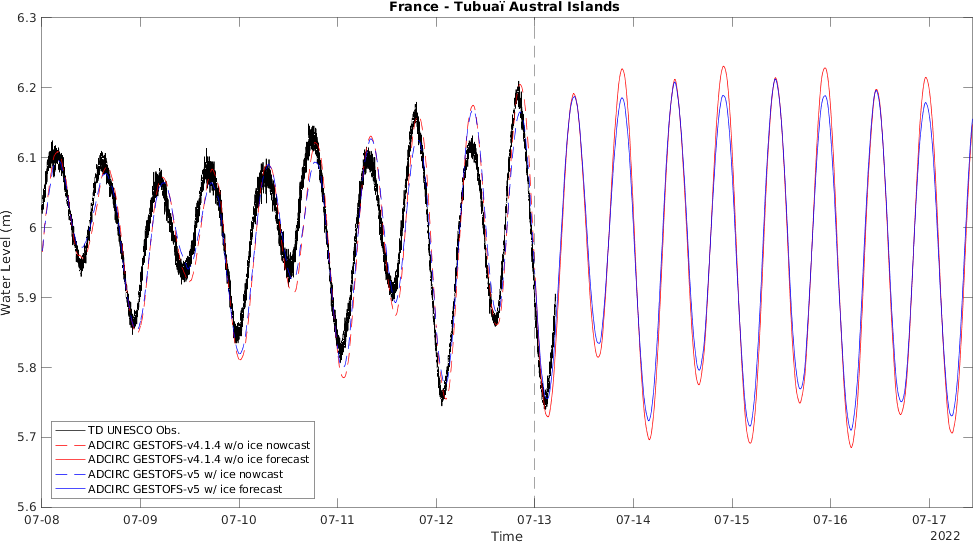 France - Tubuaï Austral Islands
6.3
6.2
6.1
6
5.9
5.8
5.7
5.6
Water Level (m)
TD UNESCO Obs.
ADCIRC GESTOFS-v4.1.4 w/o ice nowcast
ADCIRC GESTOFS-v4.1.4 w/o ice forecast
ADCIRC GESTOFS-v5 w/ ice nowcast
ADCIRC GESTOFS-v5 w/ ice forecast
07-08 07-09 07-10 07-11 07-12 07-13 07-14 07-15 07-16 07-17
Time
2022